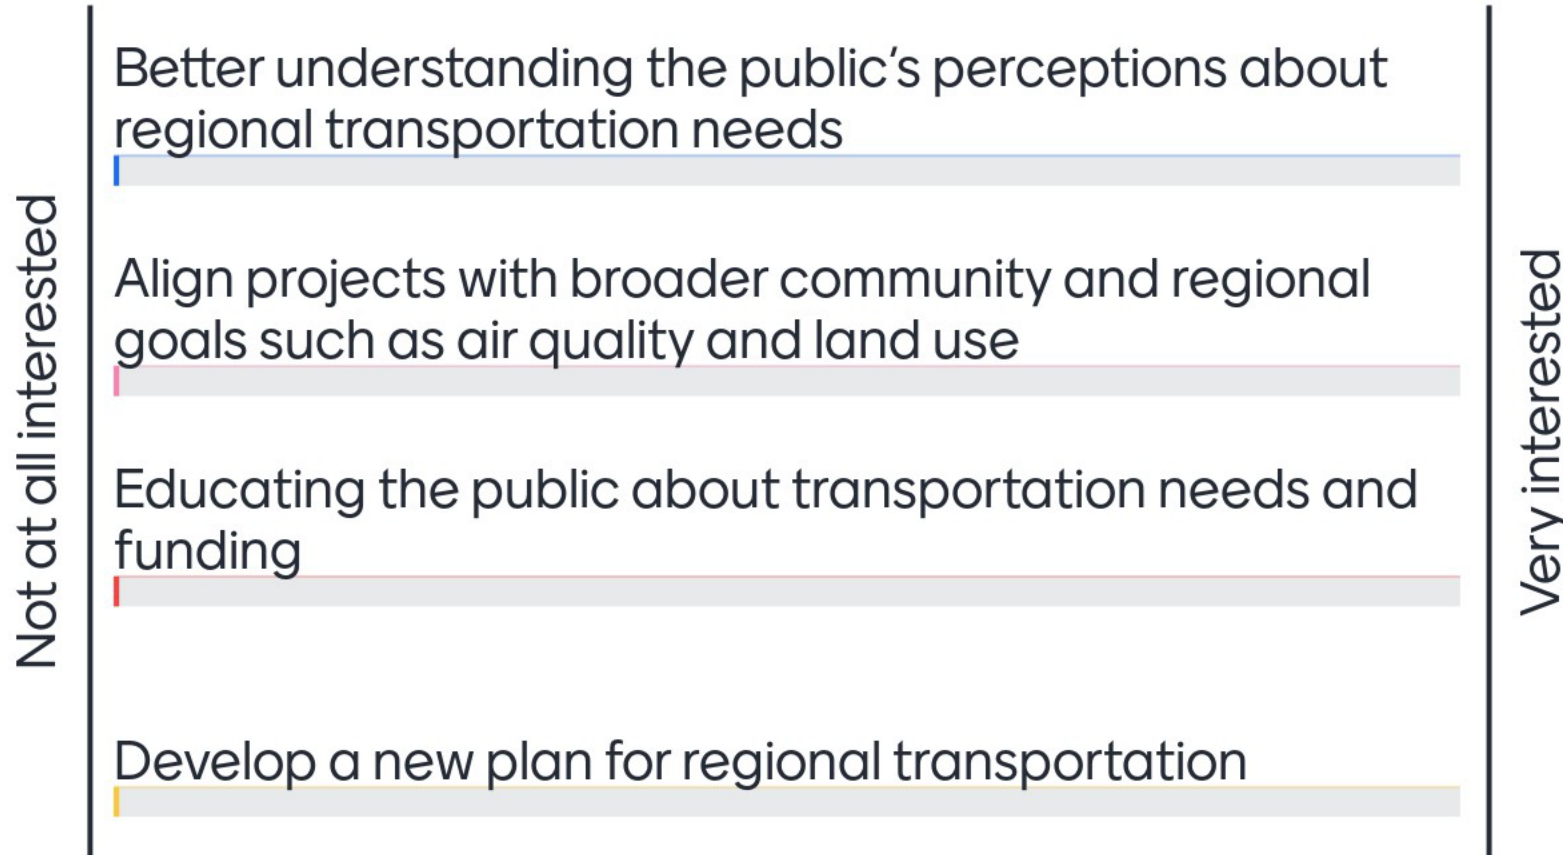 Better understanding the public’s perceptions about
regional transportation needs
Align projects with broader community and regional
goals such as air quality and land use
Educating the public about transportation needs and
funding
Develop a new plan for regional transportation
Not at all interested
Very interested